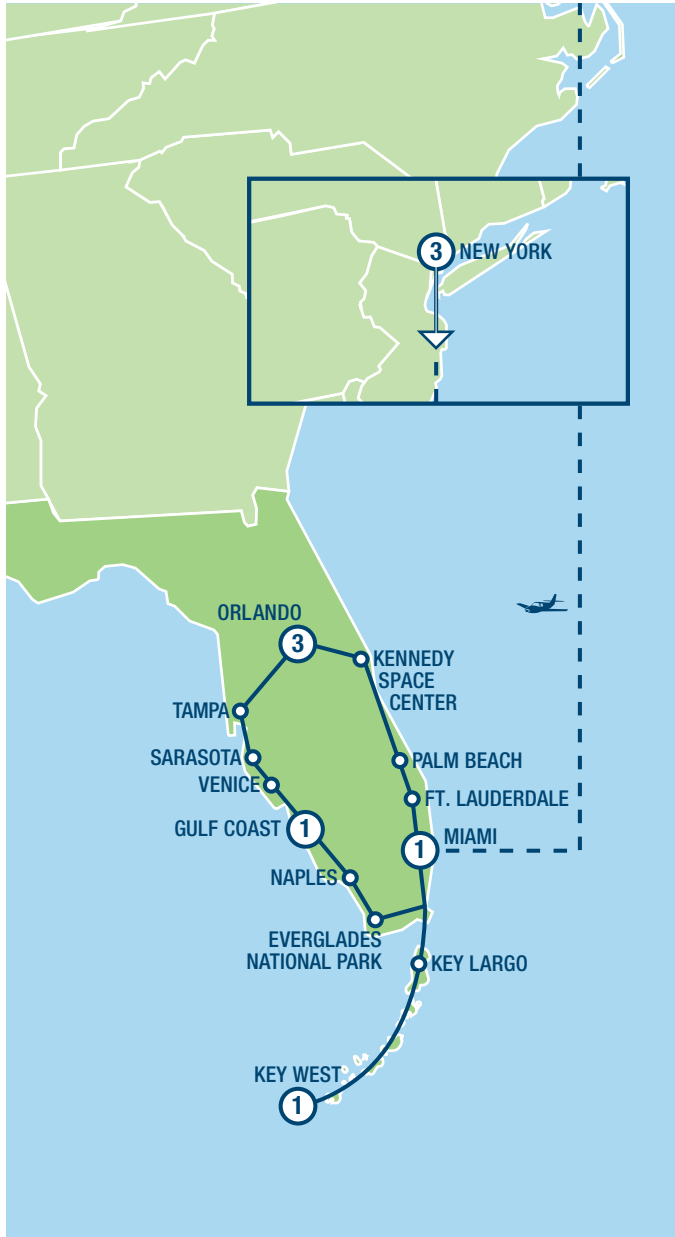 3 NEW YORK
ORLANDO
3
KENNEDY
SPACE
CENTER
TAMPA
SARASOTA
PALM BEACH
VENICE
FT. LAUDERDALE
GULF COAST 1
1 MIAMI
NAPLES
EVERGLADES
NATIONAL PARK
KEY LARGO
KEY WEST
1